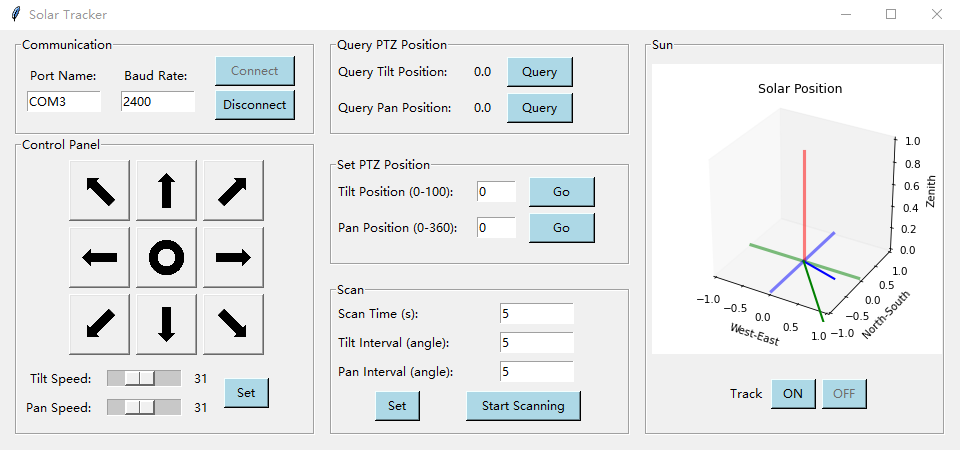 Solar Tracker
Communication
Port Name: Baud Rate: Connect
COM3 2400 Disconnect
Control Panel
Tilt Speed: 31
Pan Speed: 31
Set
Query PTZ Position
Query Tilt Position: 0.0 Query
Query Pan Position: 0.0 Query
Set PTZ Position
Tilt Position (0-100): 0 Go
Pan Position (0-360): 0 Go
Scan
Scan Time (s): 5
Tilt Interval (angle): 5
Pan Interval (angle): 5
Set Start Scanning
Sun
Solar Position
1.0
0.8
0.6
0.4
0.2
0.0
Zenith
1.0
0.5
0.0
−0.5
−1.0
North-South
−1.0
−0.5
0.0
0.5
1.0
West-East
Track ON OFF